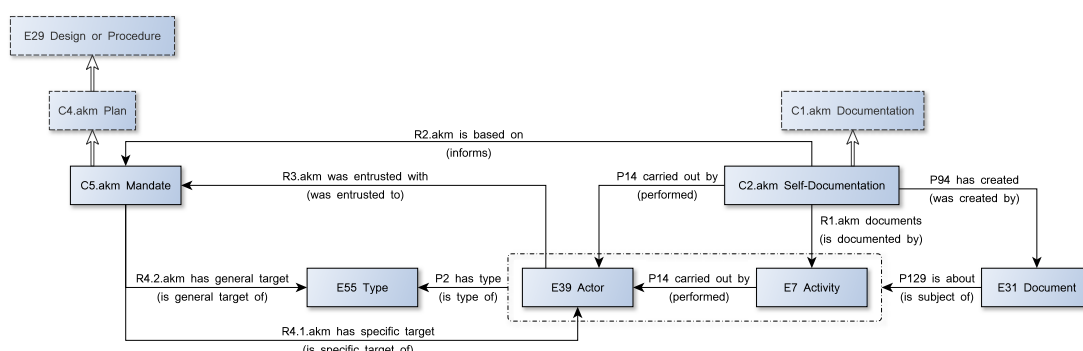 E29 Design or Procedure
C4.akm Plan
C1.akm Documentation
R2.akm is based on
(informs)
C5.akm Mandate
R3.akm was entrusted with
(was entrusted to)
P14 carried out by
(performed)
C2.akm Self-Documentation
P94 has created
(was created by)
R1.akm documents
(is documented by)
R4.2.akm has general target
(is general target of)
E55 Type
P2 has type
(is type of)
E39 Actor
P14 carried out by
(performed)
E7 Activity
P129 is about
(is subject of)
E31 Document
R4.1.akm has specific target
(is specific target of)